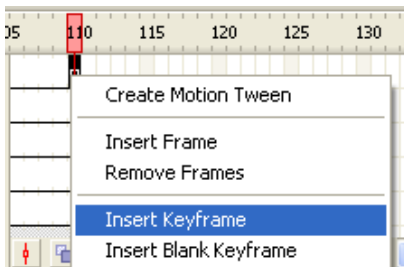 05 110 115 120 125 130
Create Motion Tween
Insert Frame
Remove Frames
Insert Keyframe
Insert Blank Keyframe